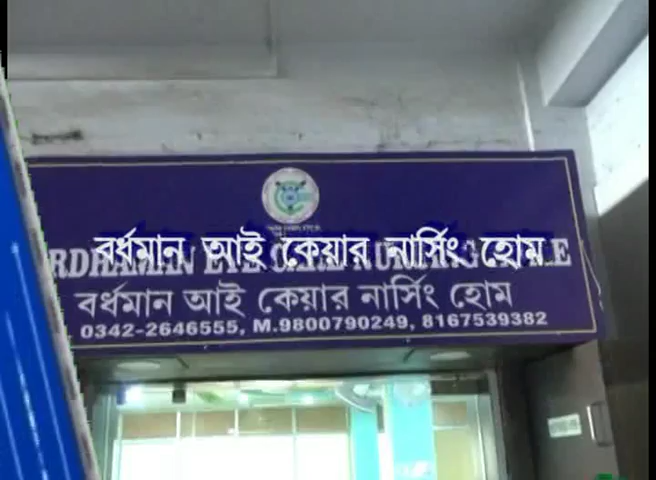 বর্ধমান আই কেয়ার নার্সিং হোম
RDHAMAN EYE CARE NURSING HOME
বর্ধমান আই কেয়ার নার্সিং হোম
0342-2646555, M.9800790249, 8167539382